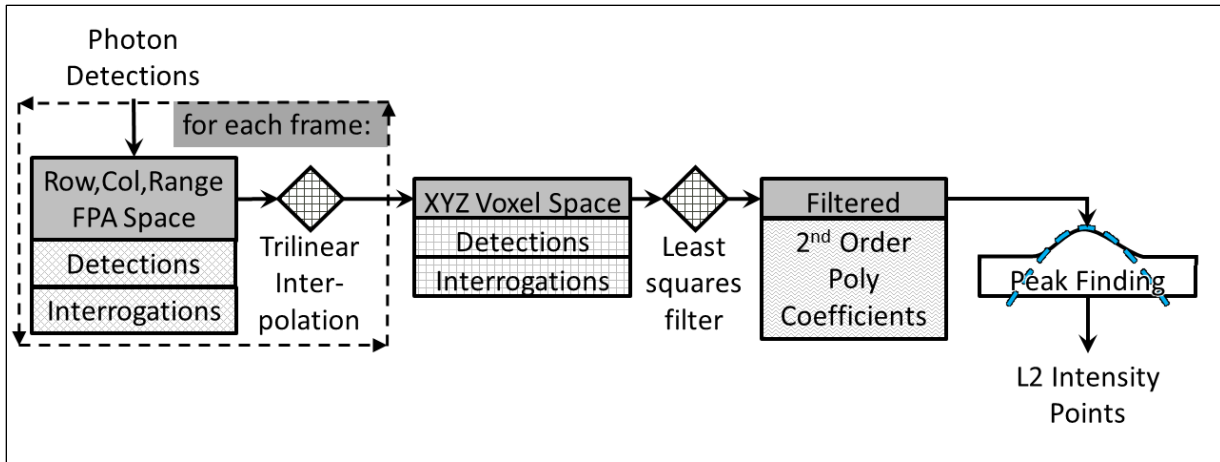 Photon
Detections
for each frame:
Row,Col,Range
FPA Space
Detections
Interrogations
Trilinear
Inter-
polation
XYZ Voxel Space
Detections
Interrogations
Least
squares
filter
Filtered
2nd Order
Poly
Coefficients
Peak Finding
L2 Intensity
Points